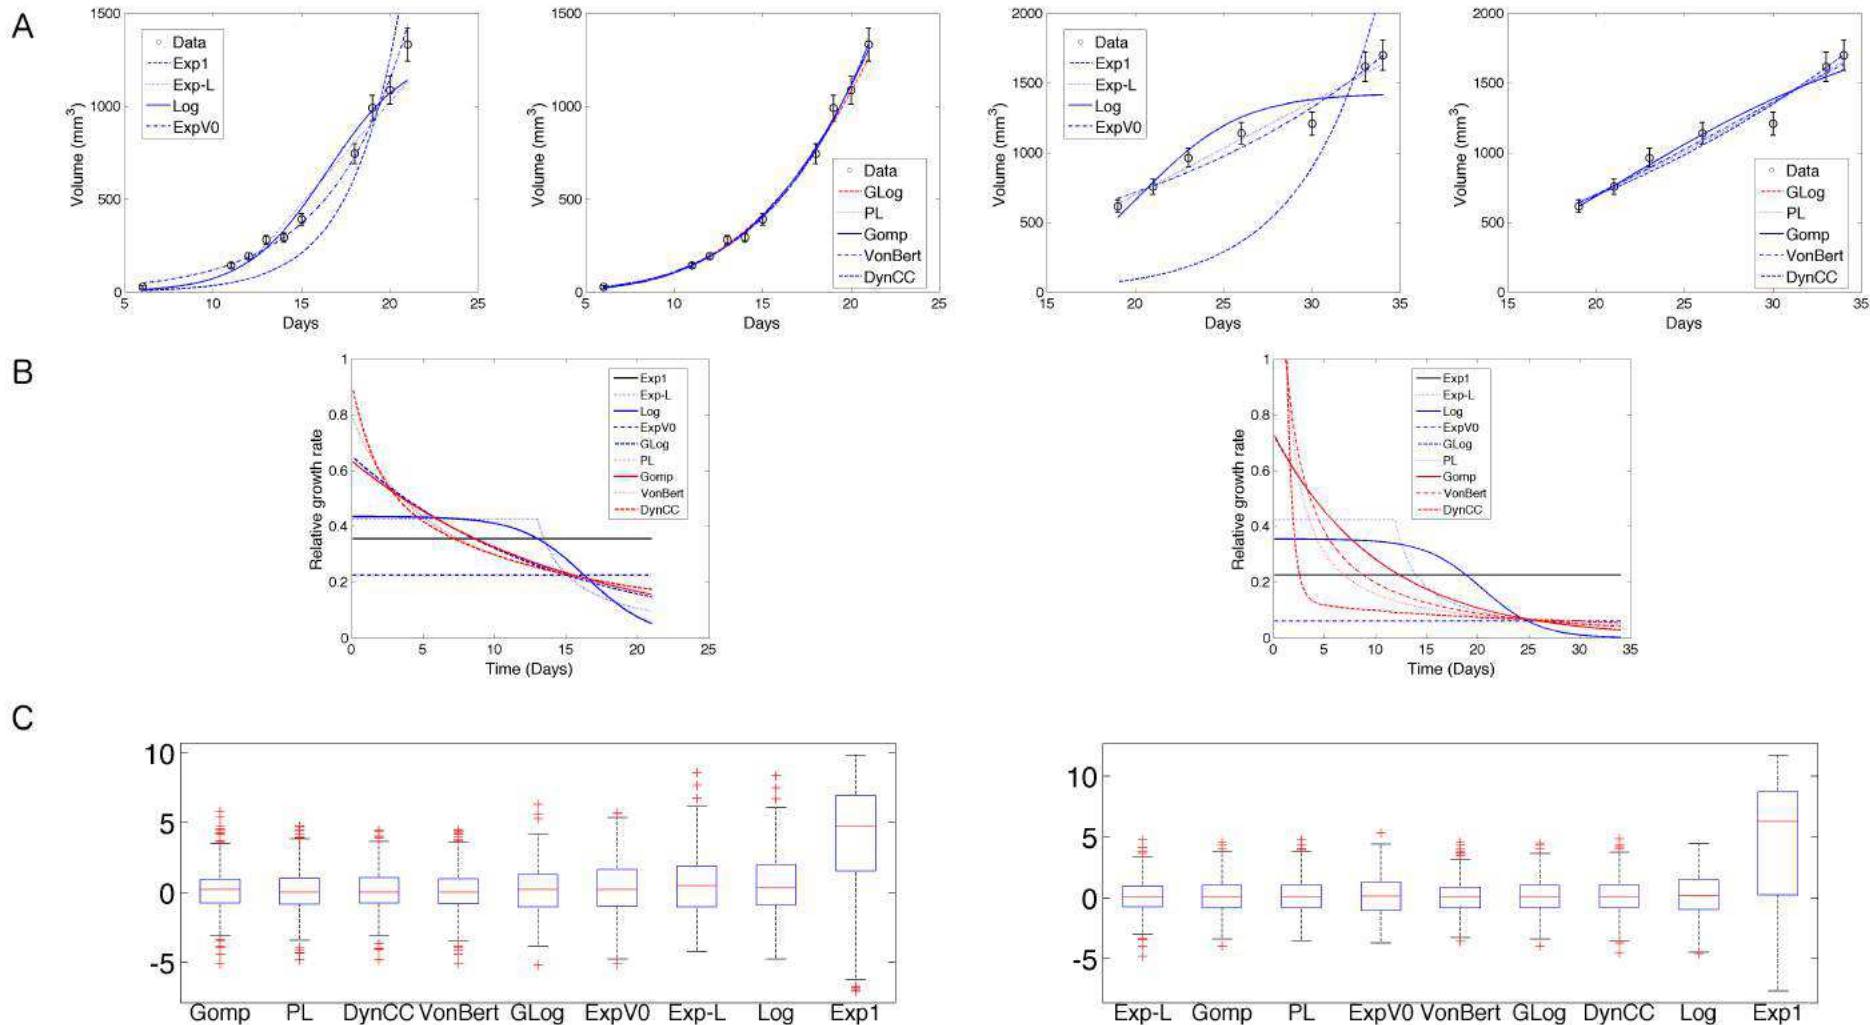 A
1500
1000
500
0
5
10
15
20
25
Volume (mm³)
Days
Data
Exp1
Exp-L
Log
ExpV0
1500
1000
500
0
5
10
15
20
25
Volume (mm³)
Days
Data
GLog
PL
Gomp
VonBert
DynCC
2000
1500
1000
500
0
15
20
25
30
35
Volume (mm³)
Days
Data
Exp1
Exp-L
Log
ExpV0
2000
1500
1000
500
0
15
20
25
30
35
Volume (mm³)
Days
Data
GLog
PL
Gomp
VonBert
DynCC
B
1
0.8
0.6
0.4
0.2
0
0
5
10
15
20
25
Relative growth rate
Time (Days)
Exp1
Exp-L
Log
ExpV0
GLog
PL
Gomp
VonBert
DynCC
1
0.8
0.6
0.4
0.2
0
0
5
10
15
20
25
30
35
Relative growth rate
Time (Days)
Exp1
Exp-L
Log
ExpV0
GLog
PL
Gomp
VonBert
DynCC
C
10
5
0
-5
Gomp PL DynCC VonBert GLog ExpV0 Exp-L Log Exp1
10
5
0
-5
Exp-L Gomp PL ExpV0 VonBert GLog DynCC Log Exp1